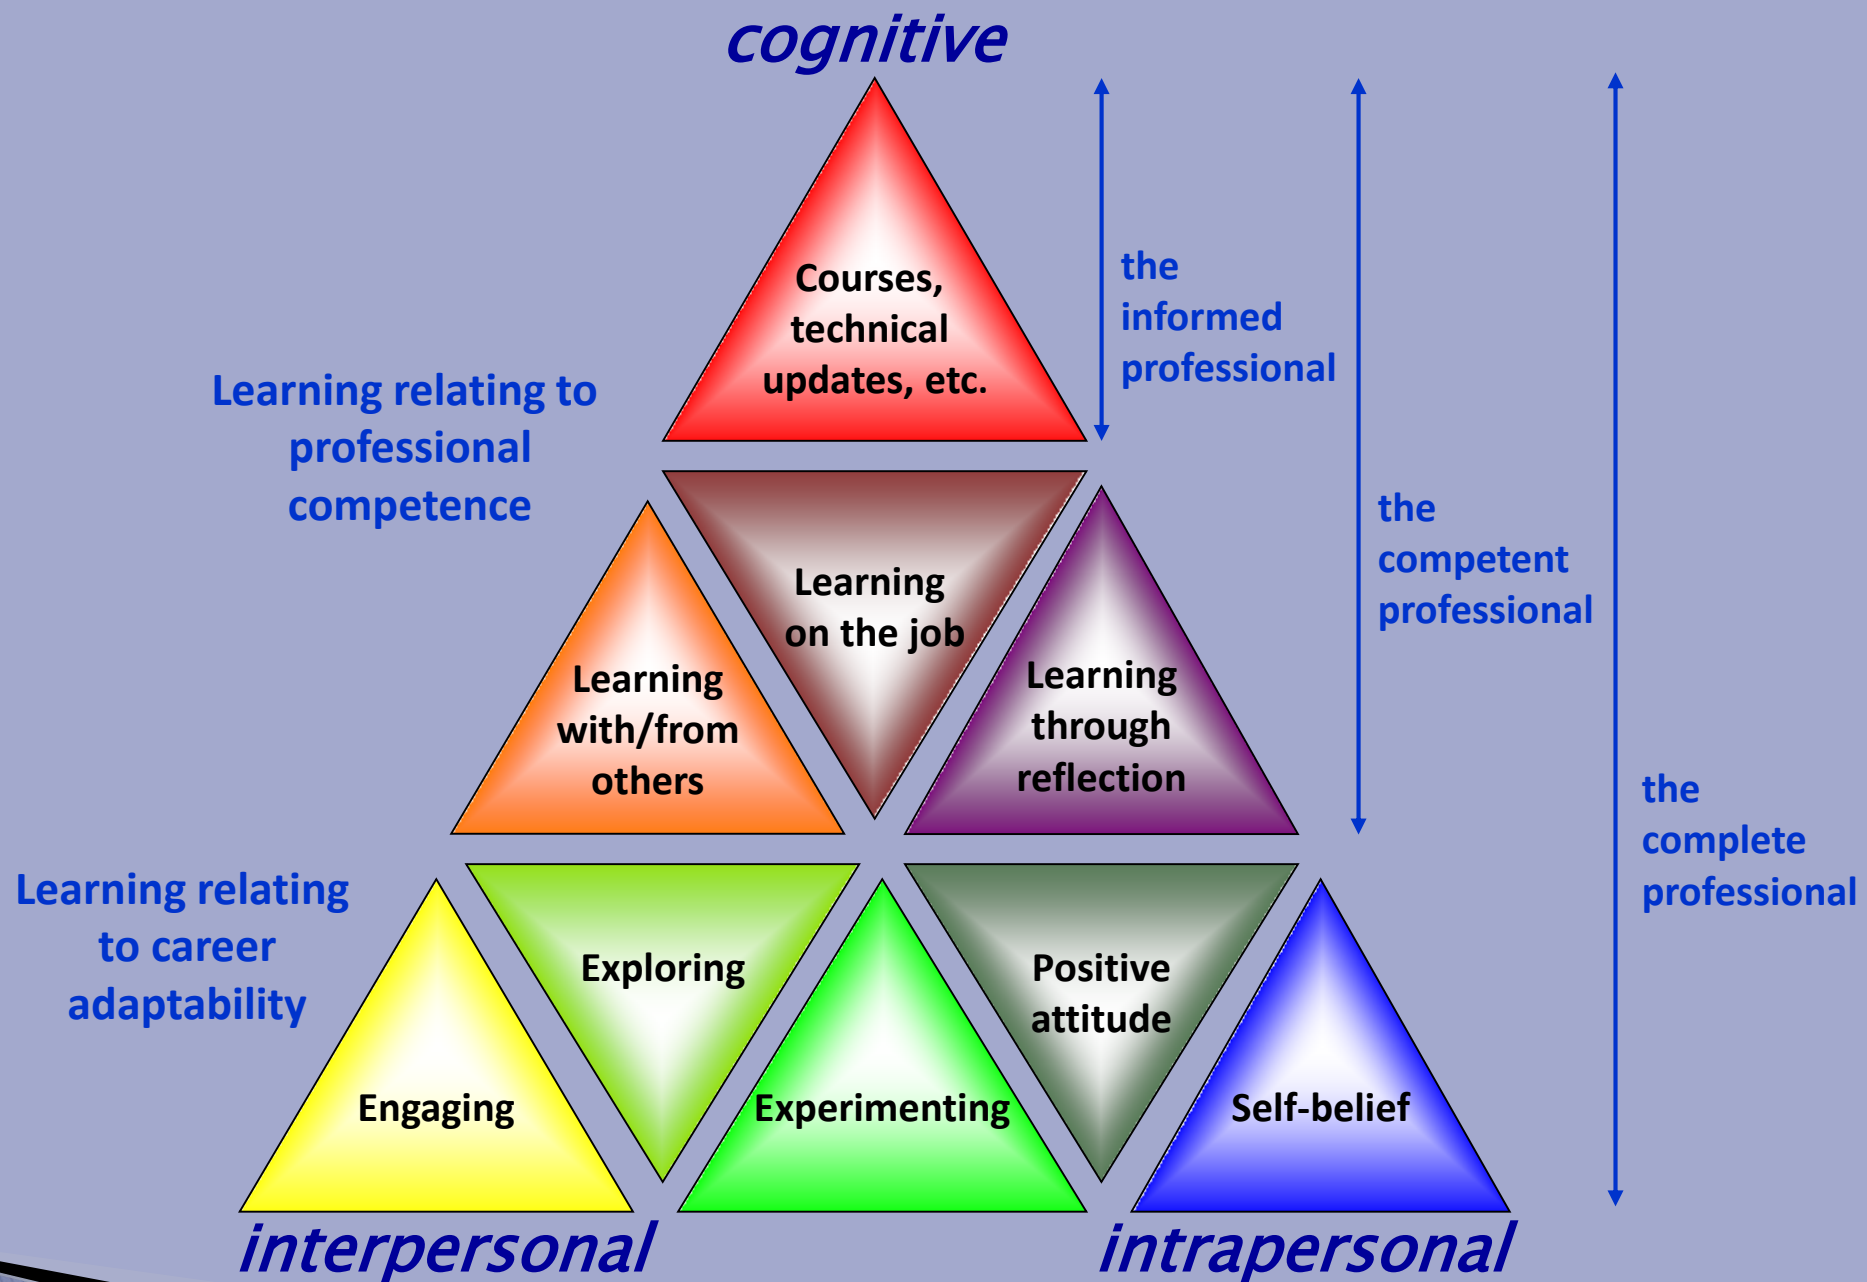 cognitive
Courses,
technical
updates, etc.
the
informed
professional
Learning relating to
professional
competence
Learning
on the job
Learning
with/from
others
Learning
through
reflection
the
competent
professional
the
complete
professional
Learning relating
to career
adaptability
Exploring
Positive
attitude
Engaging
Experimenting
Self-belief
interpersonal
intrapersonal